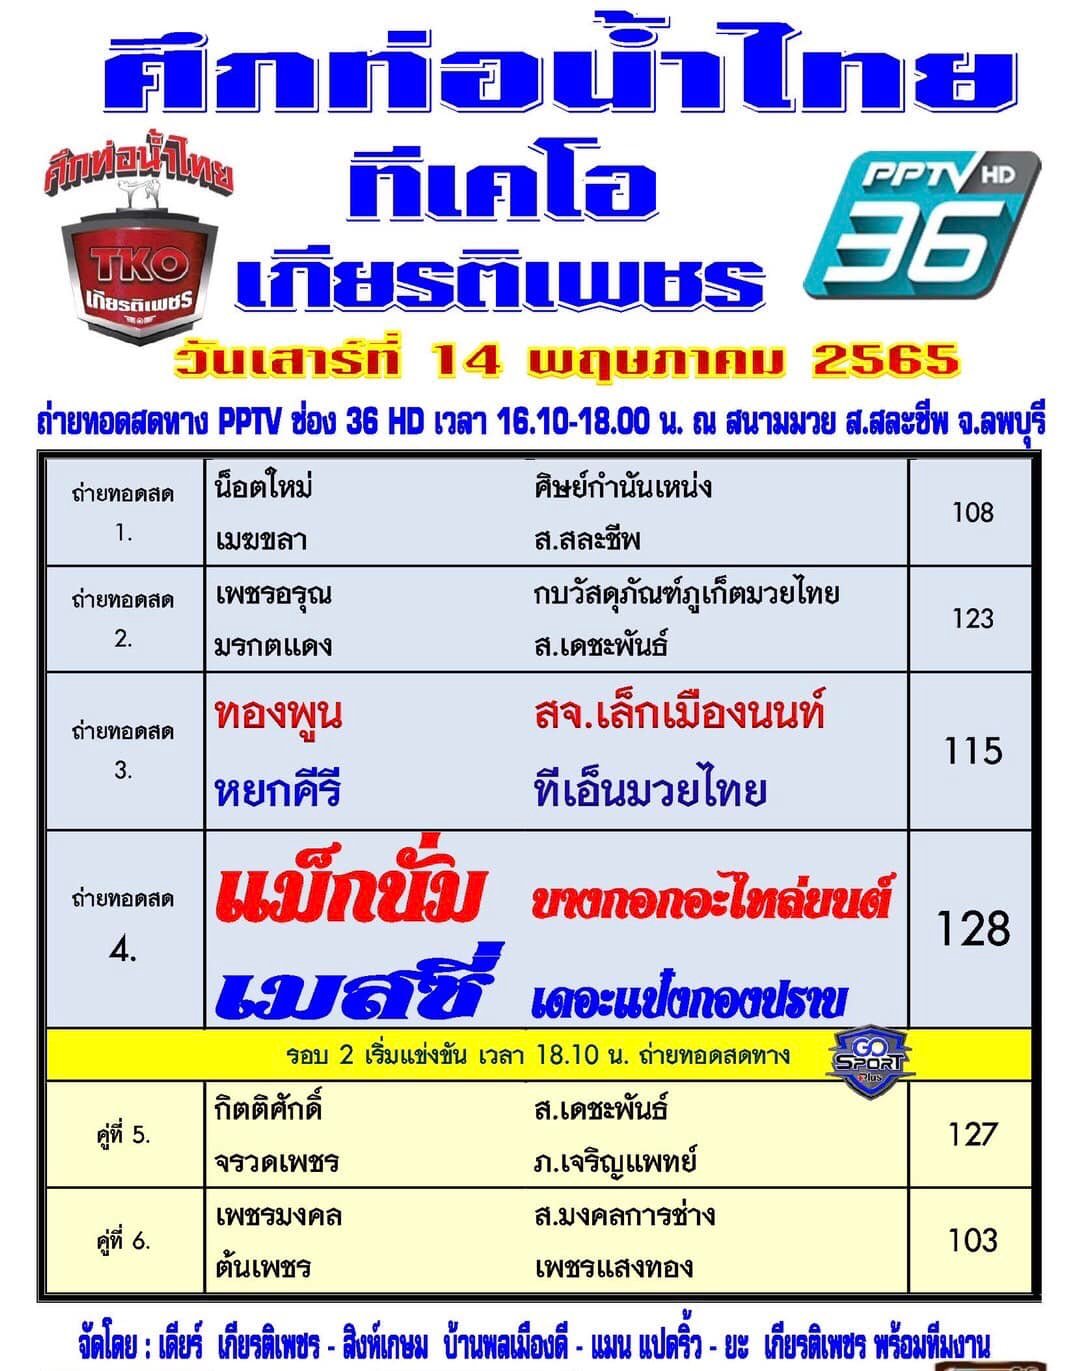 ศึกท่อน้ำไทย
ทีเคโอ
เกียรติเพชร
ศึกท่อน้ำไทย
TKO
เกียรติเพชร
PPTV HD
36
วันเสาร์ที่ 14 พฤษภาคม 2565
ถ่ายทอดสดทาง PPTV ช่อง 36 HD เวลา 16.10-18.00 น. ณ สนามมวย ส.สละชีพ จ.ลพบุรี
ถ่ายทอดสด 1.
น็อตใหม่ ศิษย์กำนันเหน่ง
เมฆขลา ส.สละชีพ
108
ถ่ายทอดสด 2.
เพชรอรุณ กบวัสดุภัณฑ์ภูเก็ตมวยไทย
มรกตแดง ส.เดชะพันธ์
123
ถ่ายทอดสด 3.
ทองพูน สจ.เล็กเมืองนนท์
หยกคีรี ทีเอ็นมวยไทย
115
ถ่ายทอดสด 4.
แม็กนั่ม บางกอกอะไหล่ยนต์
เมสซี่ เดอะแป๋งกองปราบ
128
รอบ 2 เริ่มแข่งขัน เวลา 18.10 น. ถ่ายทอดสดทาง
GO
SPORT
Plus
คู่ที่ 5.
กิตติศักดิ์ ส.เดชะพันธ์
จรวดเพชร ภ.เจริญแพทย์
127
คู่ที่ 6.
เพชรมงคล ส.มงคลการช่าง
ต้นเพชร เพชรแสงทอง
103
จัดโดย : เดียร์ เกียรติเพชร - สิงห์เกษม บ้านพลเมืองดี - แมน แปดริ้ว - ยะ เกียรติเพชร พร้อมทีมงาน